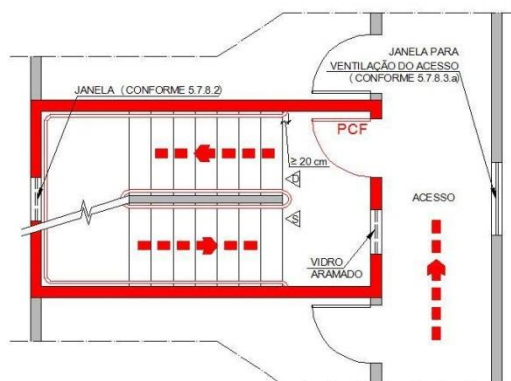 JANELA PARA
VENTILAÇÃO DO ACESSO
(CONFORME 5.7.8.3.a)
JANELA (CONFORME 5.7.8.2)
PCF
≥ 20 cm
ACESSO
D
S
VIDRO
ARAMADO